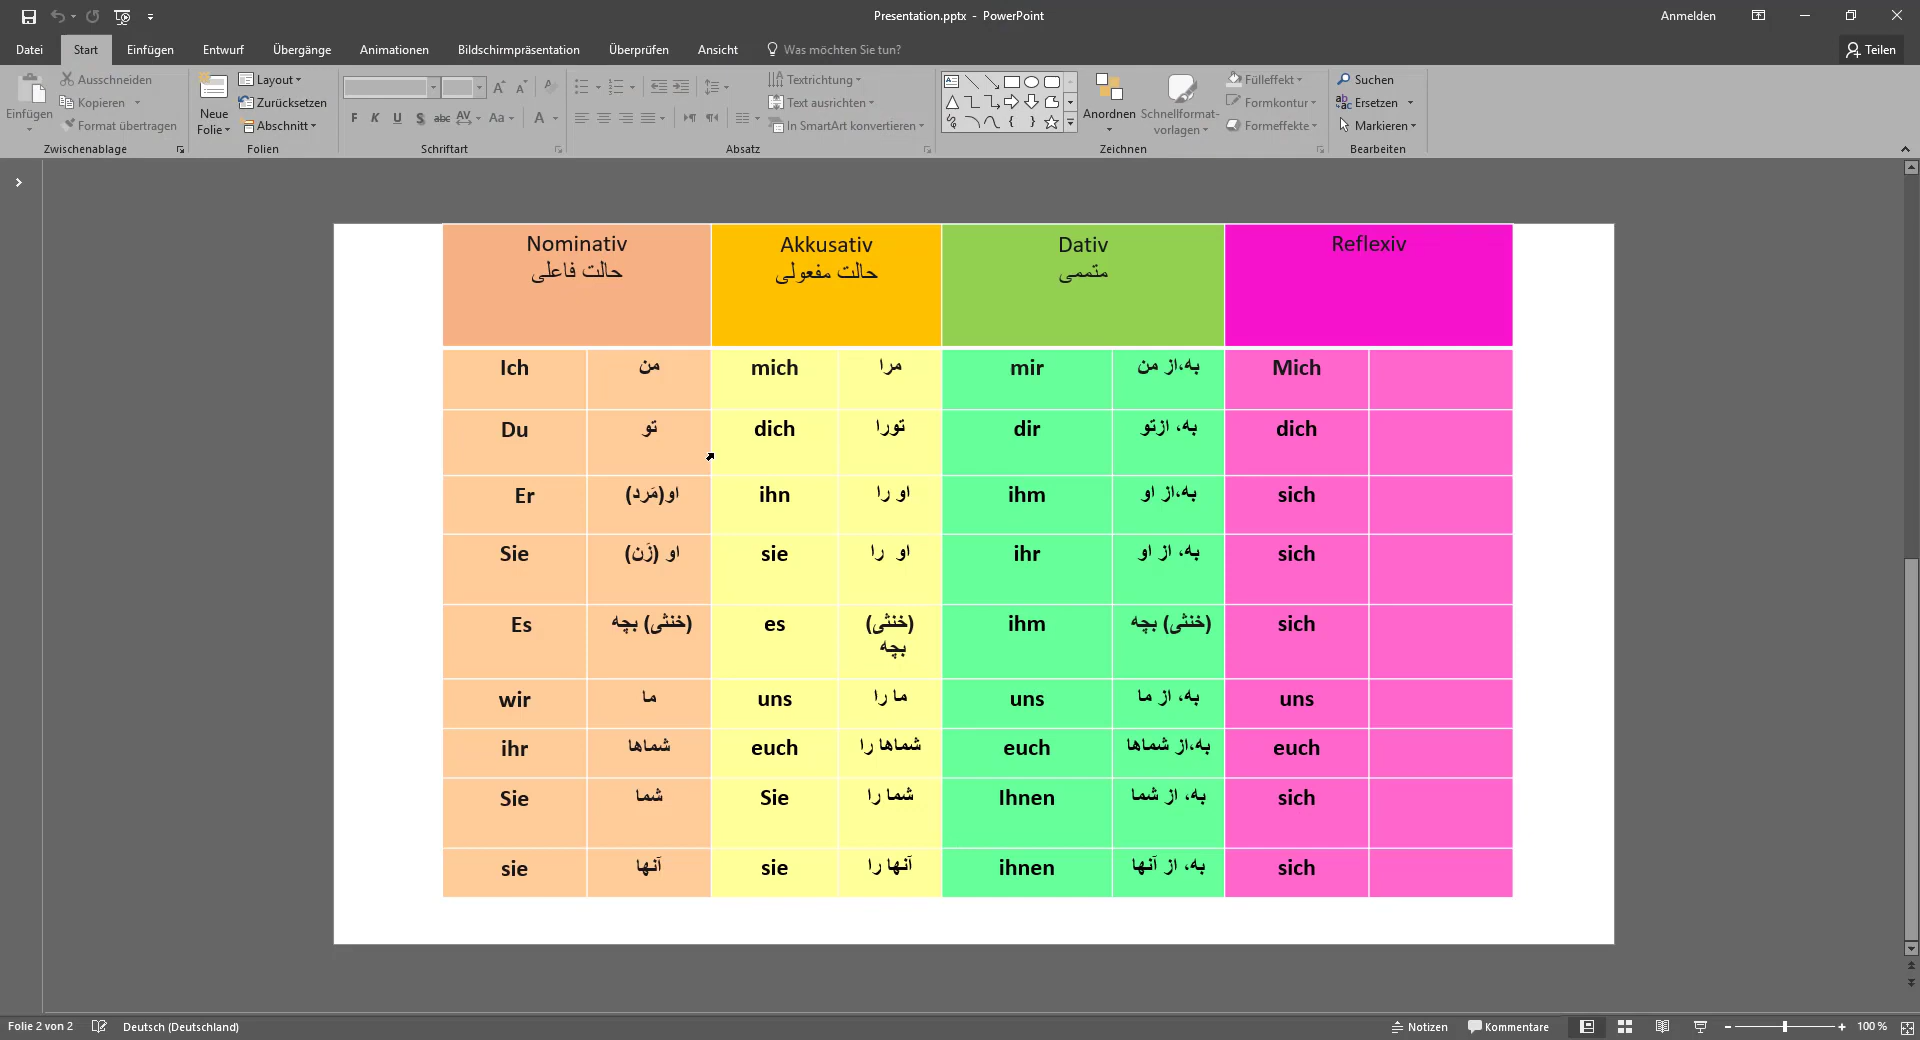 Presentation.pptx - PowerPoint
Anmelden
Datei Start Einfügen Entwurf Übergänge Animationen Bildschirmpräsentation Überprüfen Ansicht Was möchten Sie tun? Teilen
Einfügen
Ausschneiden
Kopieren
Format übertragen
Zwischenablage
Neue
Folie
Layout
Zurücksetzen
Abschnitt
Folien
F K U S abc AV Aa A
Schriftart
Textrichtung
Text ausrichten
In SmartArt konvertieren
Absatz
Anordnen
Schnellformat-
vorlagen
Fülleffekt
Formkontur
Formeffekte
Zeichnen
Suchen
Ersetzen
Markieren
Bearbeiten
Nominativ
حالت فاعلی
Akkusativ
حالت مفعولی
Dativ
متممی
Reflexiv
Ich من mich مرا mir به،از من Mich
Du تو dich تورا dir به، ازتو dich
Er او(مَرد) ihn او را ihm به،از او sich
Sie او (زَن) sie او را ihr به، از او sich
Es (خنثی) بچه es (خنثی) بچه ihm (خنثی) بچه sich
wir ما uns ما را uns به، از ما uns
ihr شماها euch شماها را euch به،از شماها euch
Sie شما Sie شما را Ihnen به، از شما sich
sie آنها sie آنها را ihnen به، از آنها sich
Folie 2 von 2 Deutsch (Deutschland) Notizen Kommentare 100 %